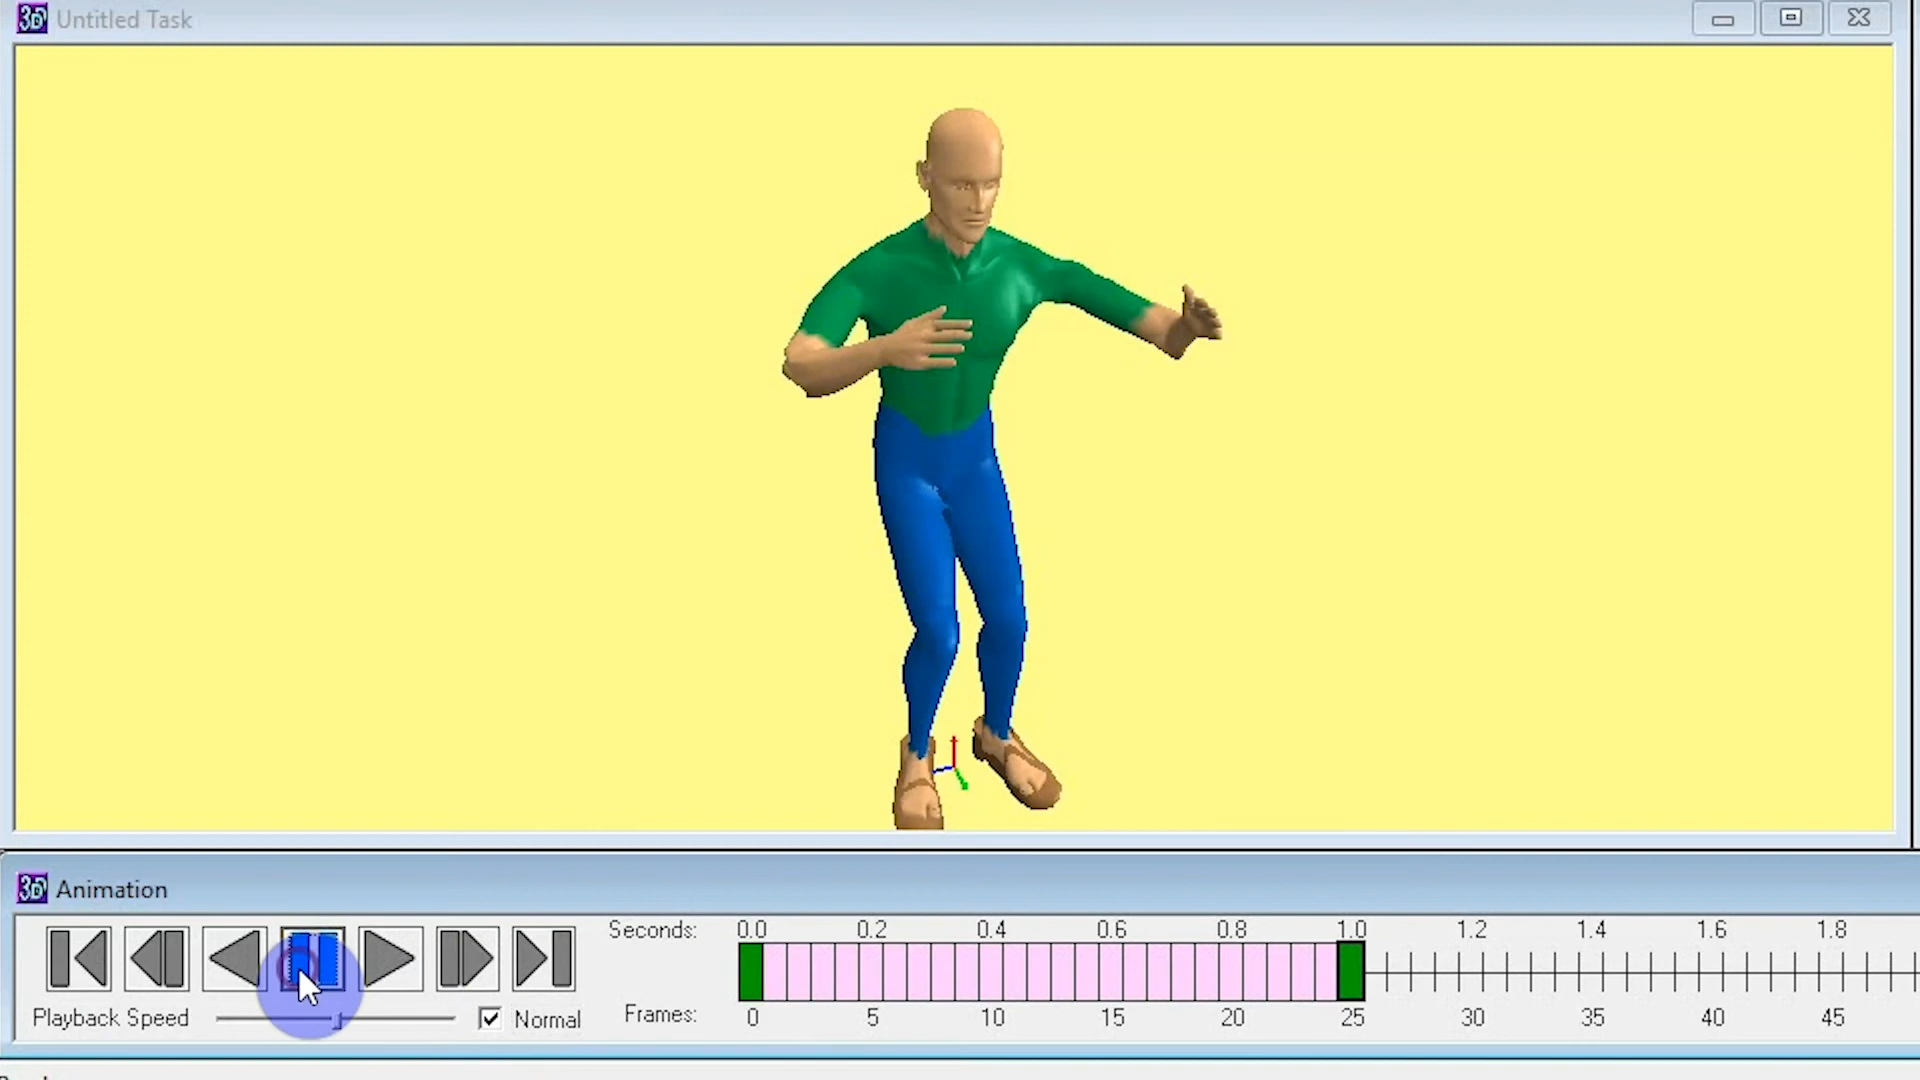 3D Untitled Task
3D Animation
Seconds: 0.0 0.2 0.4 0.6 0.8 1.0 1.2 1.4 1.6 1.8
Playback Speed Normal
Frames: 0 5 10 15 20 25 30 35 40 45